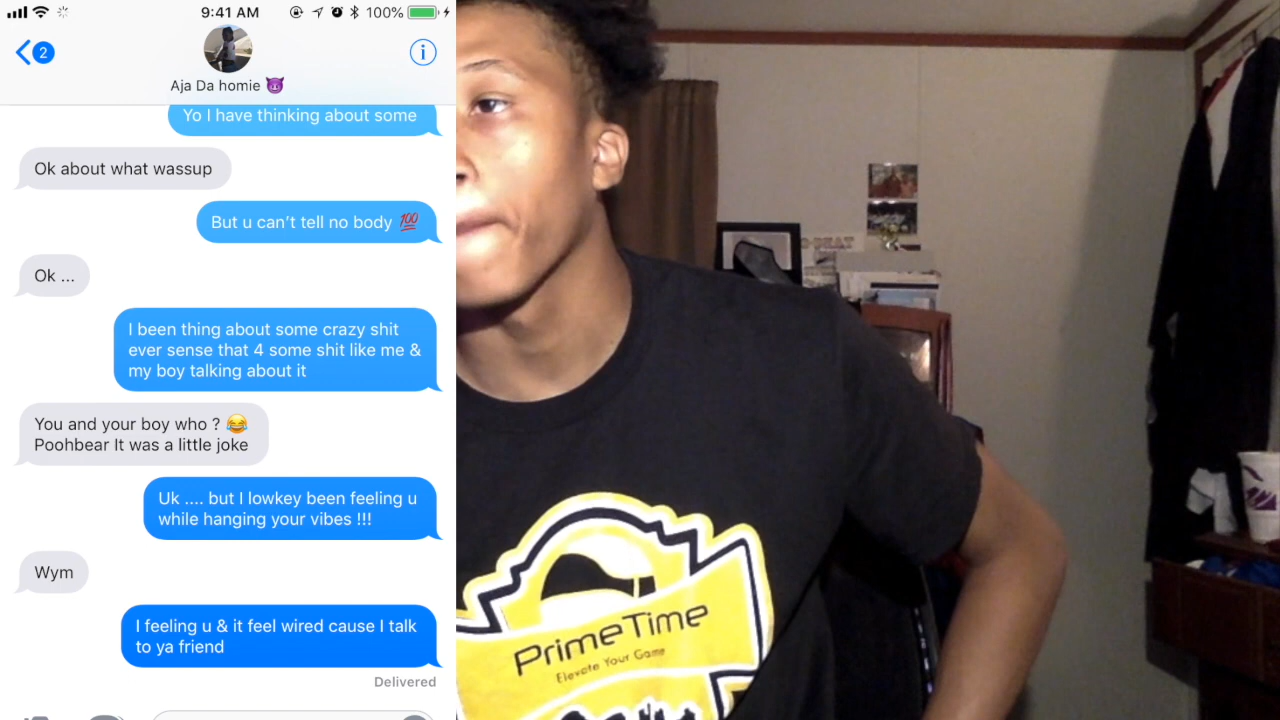 9:41 AM
100%
2
Aja Da homie 😈
Yo I have thinking about some
Ok about what wassup
But u can't tell no body 💯
Ok ...
I been thing about some crazy shit
ever sense that 4 some shit like me &
my boy talking about it
You and your boy who ? 😂
Poohbear It was a little joke
Uk .... but I lowkey been feeling u
while hanging your vibes !!!
Wym
I feeling u & it feel wired cause I talk
to ya friend
Delivered
PrimeTime
Elevate Your Game